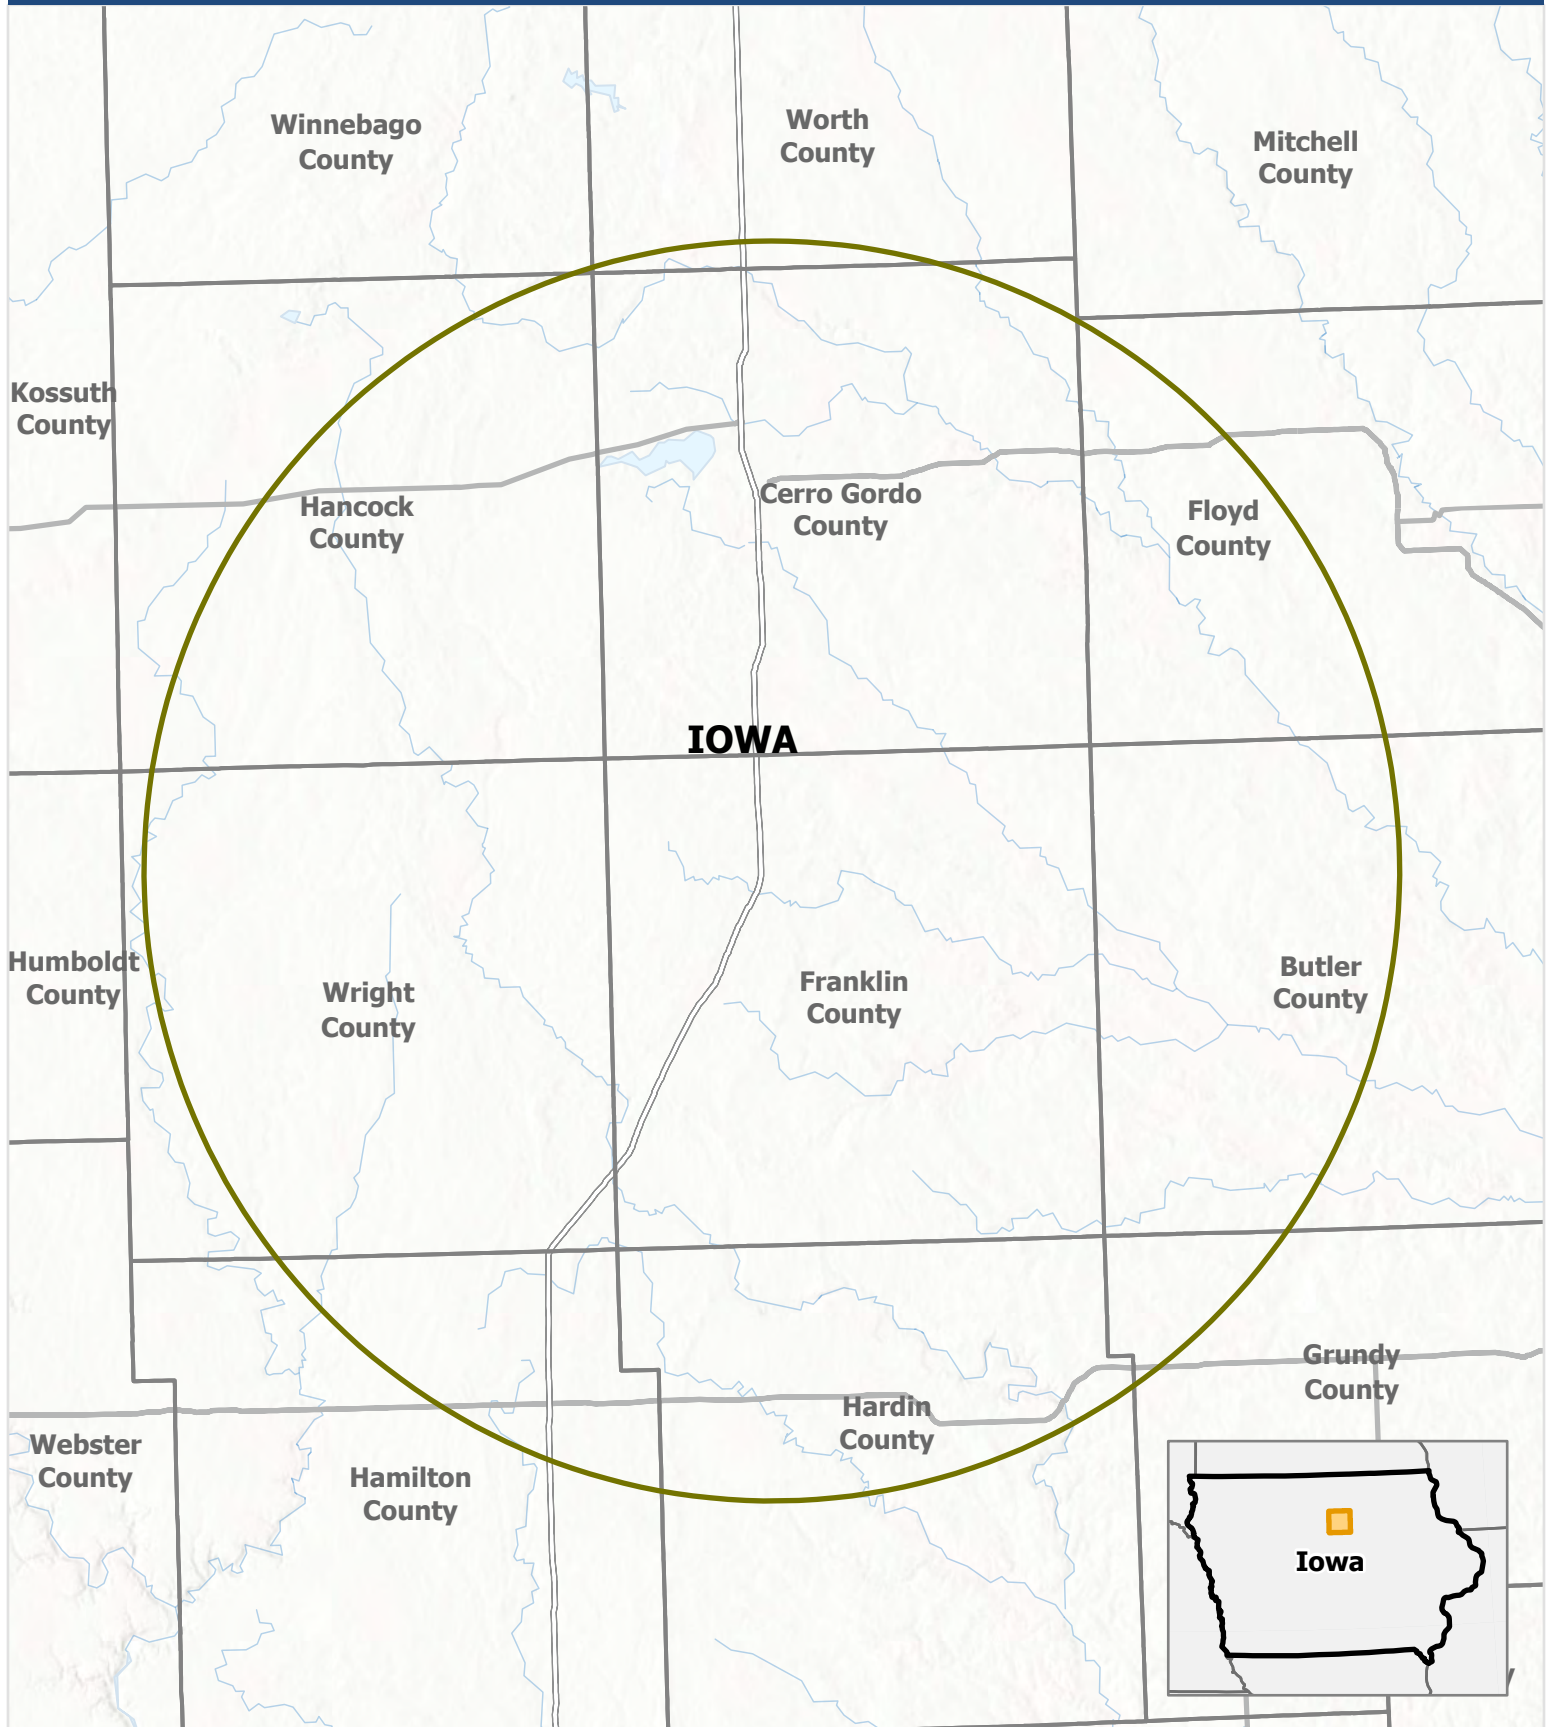 Winnebago
County
Worth
County
Mitchell
County
Kossuth
County
Hancock
County
Cerro Gordo
County
Floyd
County
IOWA
Humboldt
County
Wright
County
Franklin
County
Butler
County
Grundy
County
Hardin
County
Webster
County
Hamilton
County
Iowa